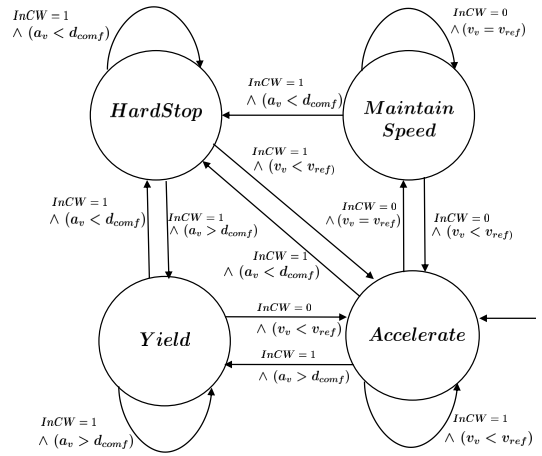 InCW = 1
∧ (a_v < d_comf)
InCW = 0
∧(v_v = v_ref)
HardStop
InCW = 1
∧ (a_v < d_comf)
Maintain
Speed
InCW = 1
∧ (v_v < v_ref)
InCW = 1
∧ (a_v < d_comf)
InCW = 1
∧ (a_v > d_comf)
InCW = 0
∧(v_v = v_ref)
InCW = 0
∧ (v_v < v_ref)
InCW = 1
∧ (a_v < d_comf)
Yield
InCW = 0
∧ (v_v < v_ref)
Accelerate
InCW = 1
∧ (a_v > d_comf)
InCW = 1
∧ (a_v > d_comf)
InCW = 1
∧ (v_v < v_ref)